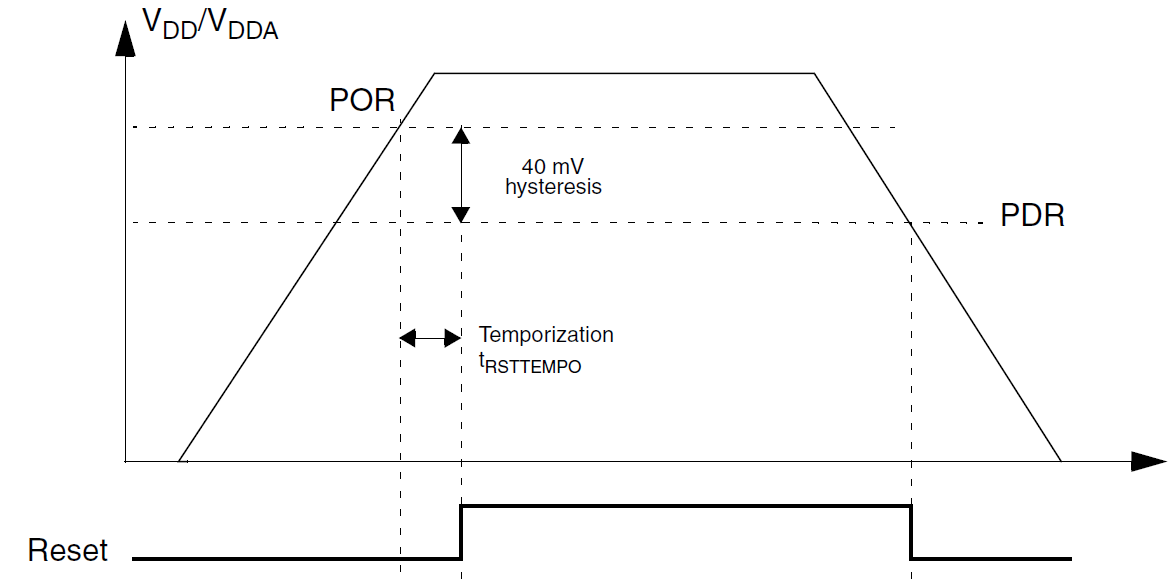 VDD/VDDA
POR
40 mV
hysteresis
PDR
Temporization
tRSTTEMPO
Reset